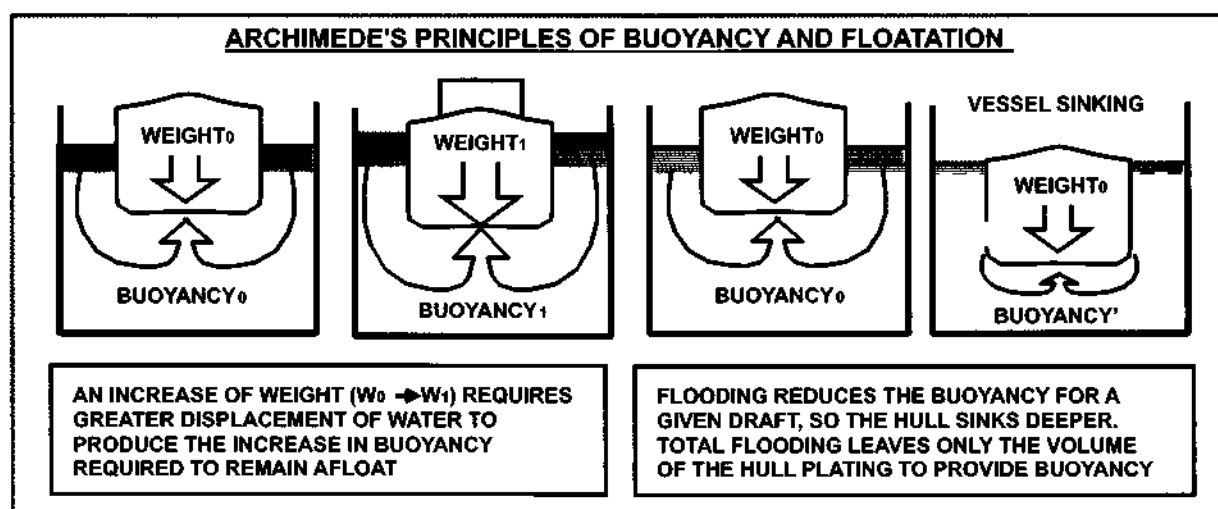 ARCHIMEDE'S PRINCIPLES OF BUOYANCY AND FLOATATION
WEIGHT₀
BUOYANCY₀
WEIGHT₁
BUOYANCY₁
WEIGHT₀
BUOYANCY₀
VESSEL SINKING
WEIGHT₀
BUOYANCY'
AN INCREASE OF WEIGHT (W₀ →W₁) REQUIRES
GREATER DISPLACEMENT OF WATER TO
PRODUCE THE INCREASE IN BUOYANCY
REQUIRED TO REMAIN AFLOAT
FLOODING REDUCES THE BUOYANCY FOR A
GIVEN DRAFT, SO THE HULL SINKS DEEPER.
TOTAL FLOODING LEAVES ONLY THE VOLUME
OF THE HULL PLATING TO PROVIDE BUOYANCY